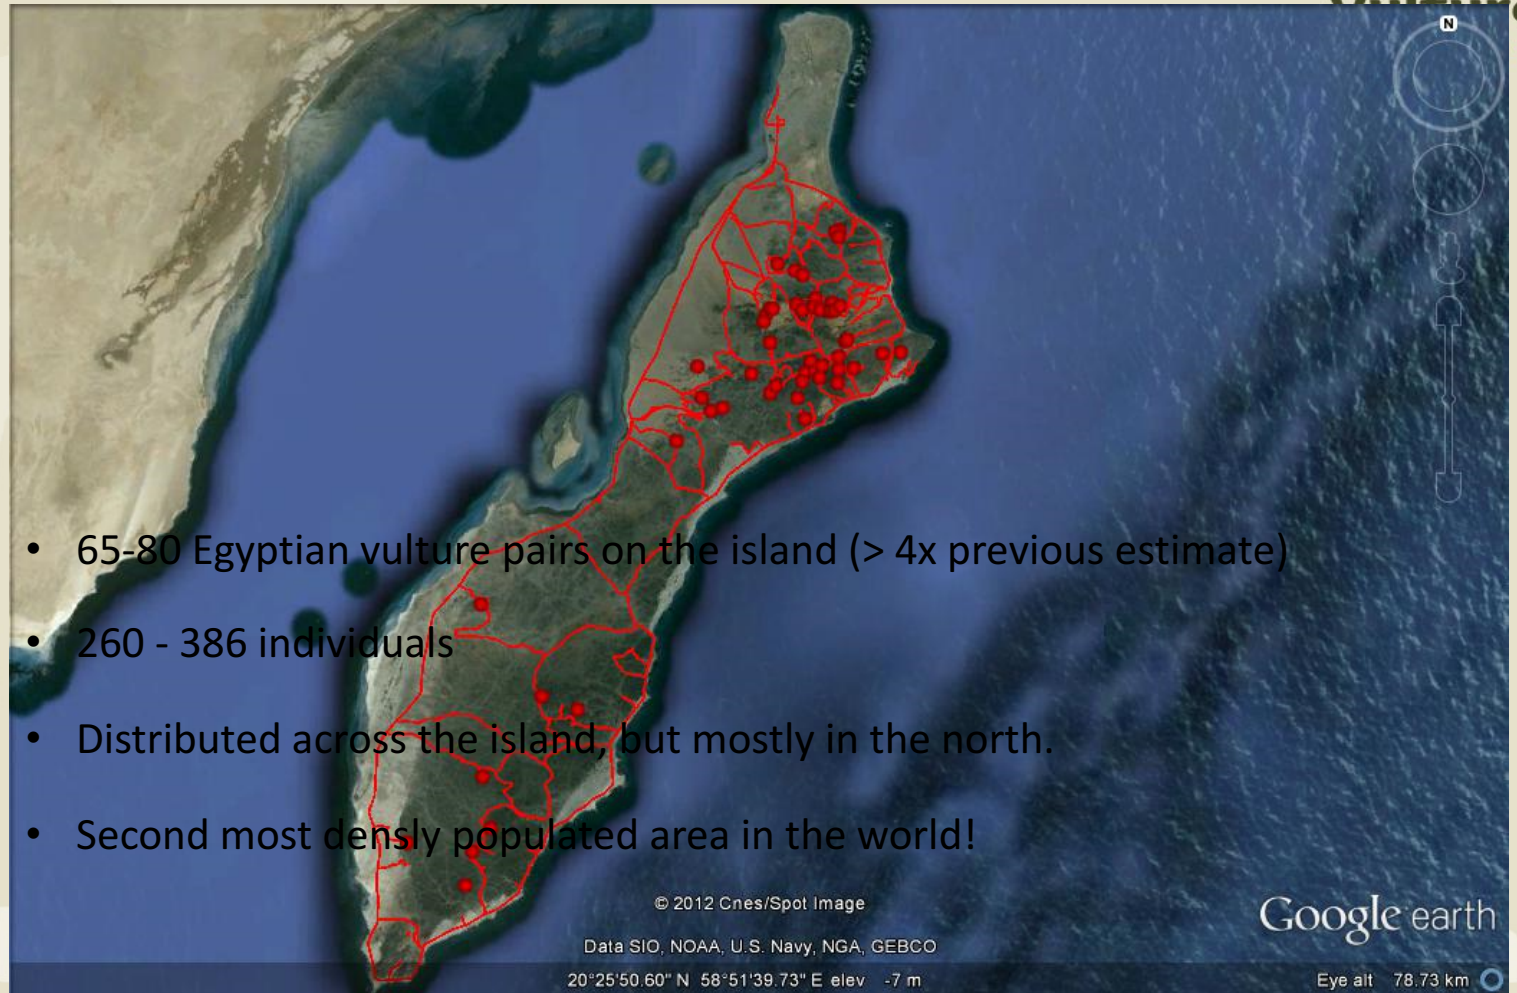 N
• 65-80 Egyptian vulture pairs on the island (> 4x previous estimate)
• 260 - 386 individuals
• Distributed across the island, but mostly in the north.
• Second most densly populated area in the world!
© 2012 Cnes/Spot Image
Google earth
Data SIO, NOAA, U.S. Navy, NGA, GEBCO
20°25'50.60" N 58°51'39.73" E elev -7 m
Eye alt 78.73 km